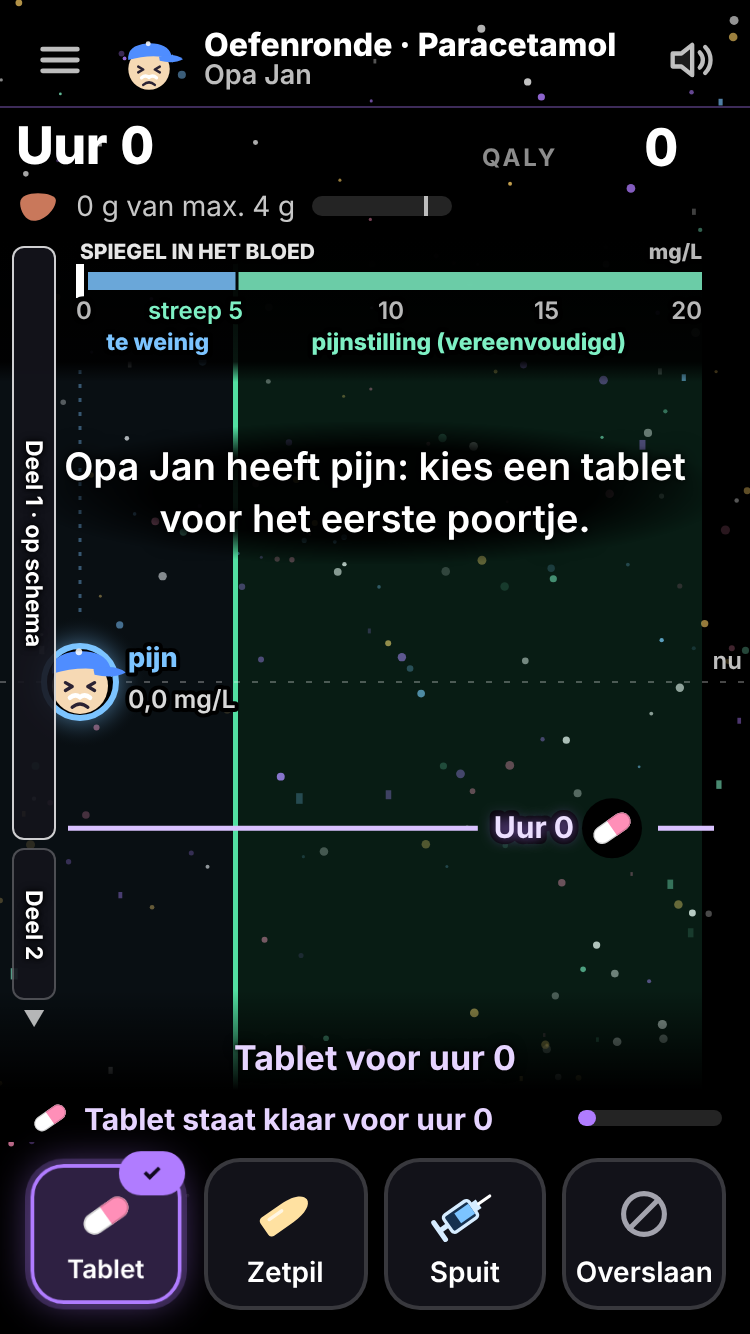 Oefenronde · Paracetamol
Opa Jan
Uur 0
QALY 0
0 g van max. 4 g
SPIEGEL IN HET BLOED mg/L
0 streep 5 10 15 20
te weinig pijnstilling (vereenvoudigd)
Deel 1 · op schema
Opa Jan heeft pijn: kies een tablet
voor het eerste poortje.
pijn
0,0 mg/L
nu
Uur 0
Deel 2
Tablet voor uur 0
Tablet staat klaar voor uur 0
Tablet Zetpil Spuit Overslaan